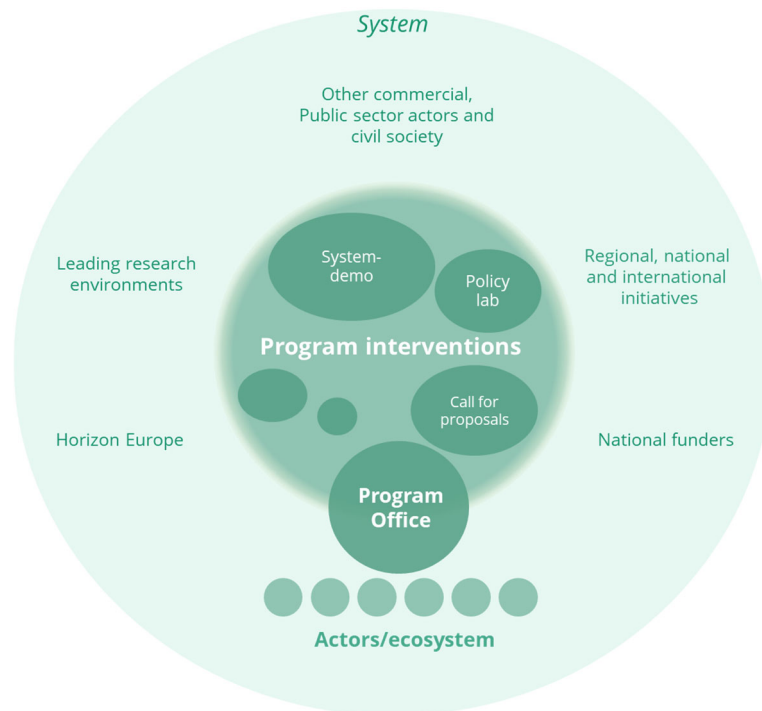 System
Other commercial,
Public sector actors and
civil society
Leading research
environments
Regional, national
and international
initiatives
System-
demo
Policy
lab
Program interventions
Call for
proposals
Horizon Europe
National funders
Program
Office
Actors/ecosystem